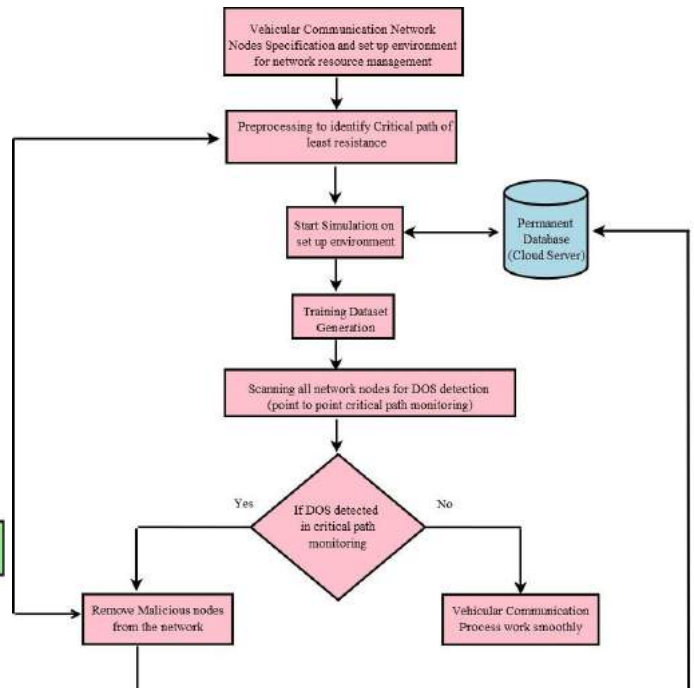 Vehicular Communication Network
Nodes Specification and set up environment
for network resource management
Preprocessing to identify Critical path of
least resistance
Start Simulation on
set up environment
Permanent
Database
(Cloud Server)
Training Dataset
Generation
Scanning all network nodes for DOS detection
(point to point critical path monitoring)
Yes
No
If DOS detected
in critical path
monitoring
Remove Malicious nodes
from the network
Vehicular Communication
Process work smoothly